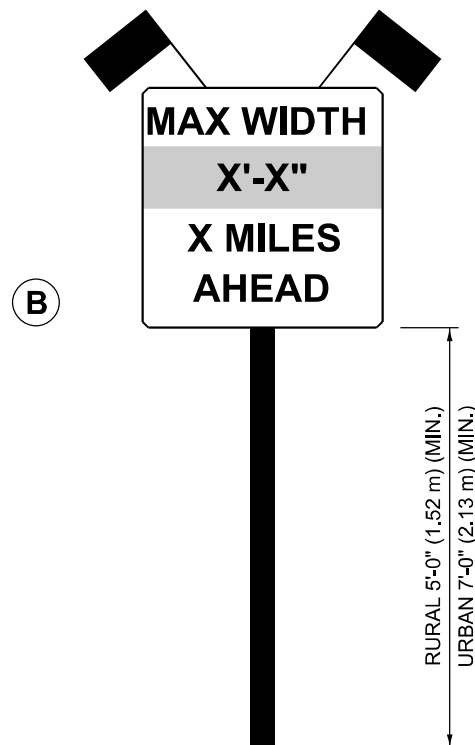 MAX WIDTH
X'-X"
X MILES
AHEAD
B
RURAL 5'-0" (1.52 m) (MIN.)
URBAN 7'-0" (2.13 m) (MIN.)